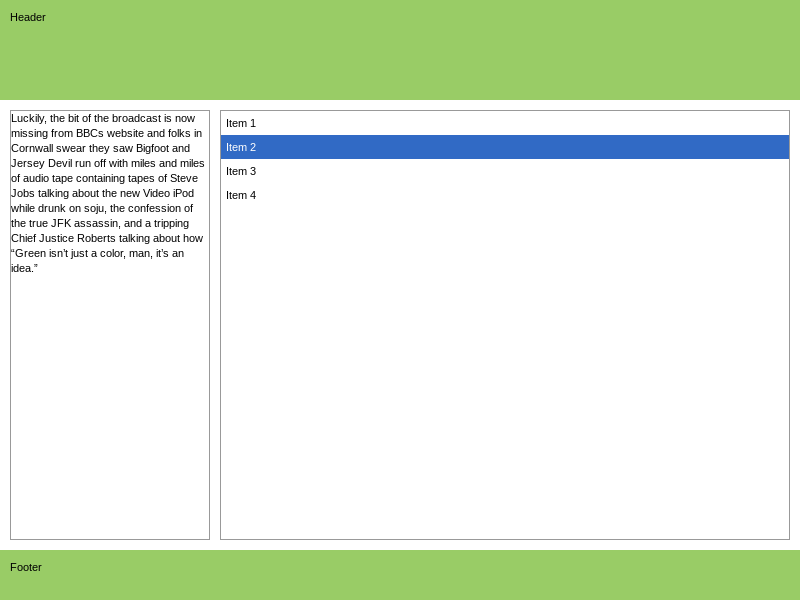 Header
Luckily, the bit of the broadcast is now
missing from BBCs website and folks in
Cornwall swear they saw Bigfoot and
Jersey Devil run off with miles and miles
of audio tape containing tapes of Steve
Jobs talking about the new Video iPod
while drunk on soju, the confession of
the true JFK assassin, and a tripping
Chief Justice Roberts talking about how
“Green isn't just a color, man, it's an
idea.”
Item 1
Item 2
Item 3
Item 4
Footer